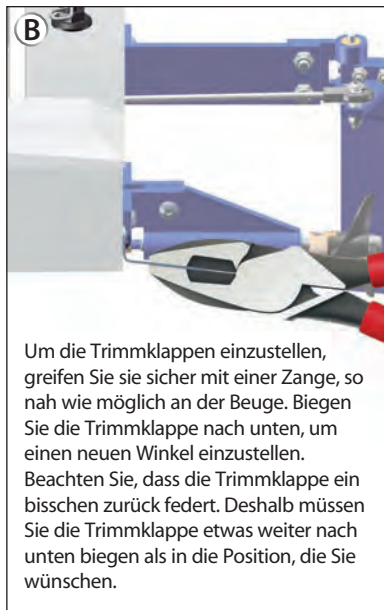 B
Um die Trimmklappen einzustellen,
greifen Sie sie sicher mit einer Zange, so
nah wie möglich an der Beuge. Biegen
Sie die Trimmklappe nach unten, um
einen neuen Winkel einzustellen.
Beachten Sie, dass die Trimmklappe ein
bisschen zurück federt. Deshalb müssen
Sie die Trimmklappe etwas weiter nach
unten biegen als in die Position, die Sie
wünschen.